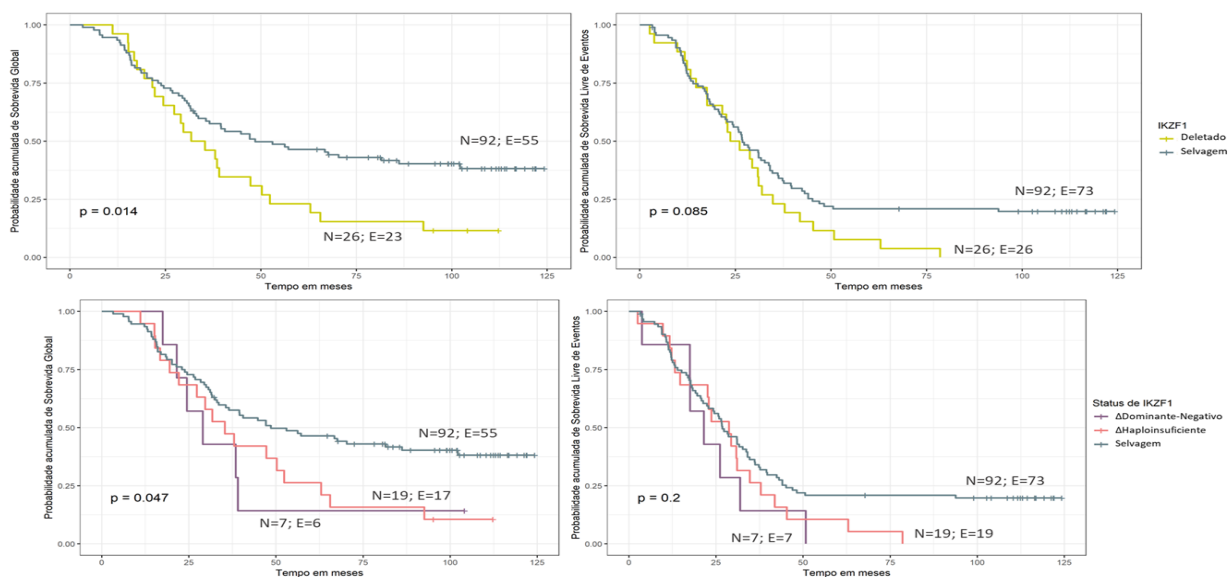 Probabilidade acumulada de Sobrevida Global
1.00
0.75
0.50
0.25
0.00
N=92; E=55
p = 0.014
N=26; E=23
0
25
50
75
100
125
Tempo em meses
Probabilidade acumulada de Sobrevida Livre de Eventos
1.00
0.75
0.50
0.25
0.00
N=92; E=73
p = 0.085
N=26; E=26
0
25
50
75
100
125
Tempo em meses
IKZF1
Deletado
Selvagem
Probabilidade acumulada de Sobrevida Global
1.00
0.75
0.50
0.25
0.00
N=92; E=55
p = 0.047
N=19; E=17
N=7; E=6
0
25
50
75
100
125
Tempo em meses
Probabilidade acumulada de Sobrevida Livre de Eventos
1.00
0.75
0.50
0.25
0.00
N=92; E=73
p = 0.2
N=7; E=7
N=19; E=19
0
25
50
75
100
125
Tempo em meses
Status de IKZF1
ΔDominante-Negativo
ΔHaploinsuficiente
Selvagem